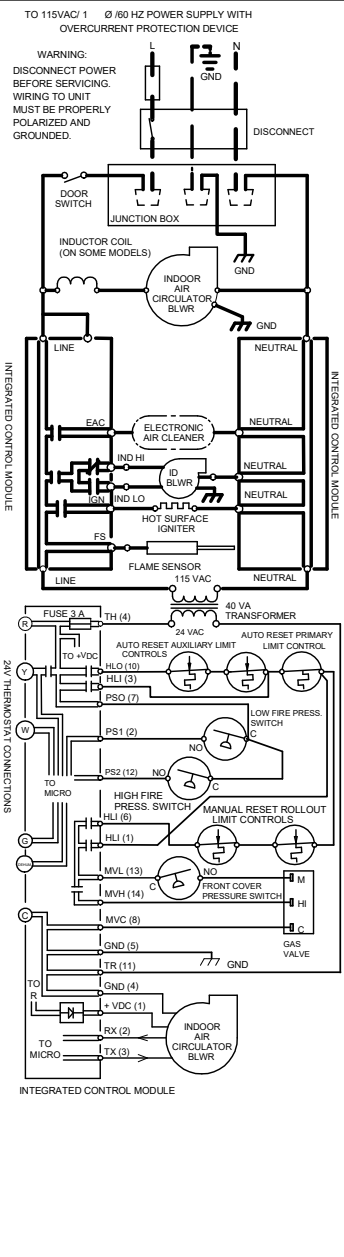 TO 115VAC/ 1 Ø /60 HZ POWER SUPPLY WITH
OVERCURRENT PROTECTION DEVICE
WARNING:
DISCONNECT POWER
BEFORE SERVICING.
WIRING TO UNIT
MUST BE PROPERLY
POLARIZED AND
GROUNDED.
L
N
GND
DISCONNECT
DOOR
SWITCH
JUNCTION BOX
GND
INDUCTOR COIL
(ON SOME MODELS)
INDOOR
AIR
CIRCULATOR
BLWR
GND
LINE
NEUTRAL
INTEGRATED CONTROL MODULE
INTEGRATED CONTROL MODULE
EAC
ELECTRONIC
AIR CLEANER
NEUTRAL
IND HI
ID
BLWR
NEUTRAL
IGN
IND LO
NEUTRAL
HOT SURFACE
IGNITER
FS
FLAME SENSOR
LINE
115 VAC
NEUTRAL
40 VA
TRANSFORMER
24 VAC
FUSE 3 A
TH (4)
R
TO +VDC
AUTO RESET AUXILIARY LIMIT
CONTROLS
AUTO RESET PRIMARY
LIMIT CONTROL
HLO (10)
Y
HLI (3)
PSO (7)
LOW FIRE PRESS.
SWITCH
W
PS1 (2)
NO
C
24V THERMOSTAT CONNECTIONS
PS2 (12)
NO
C
TO
MICRO
HIGH FIRE
PRESS. SWITCH
MANUAL RESET ROLLOUT
LIMIT CONTROLS
HLI (6)
G
HLI (1)
MVL (13)
C
NO
FRONT COVER
PRESSURE SWITCH
M
MVH (14)
HI
C
MVC (8)
C
GAS
VALVE
GND (5)
GND
TR (11)
TO
R
GND (4)
+ VDC (1)
INDOOR
AIR
CIRCULATOR
BLWR
RX (2)
TO
MICRO
TX (3)
INTEGRATED CONTROL MODULE